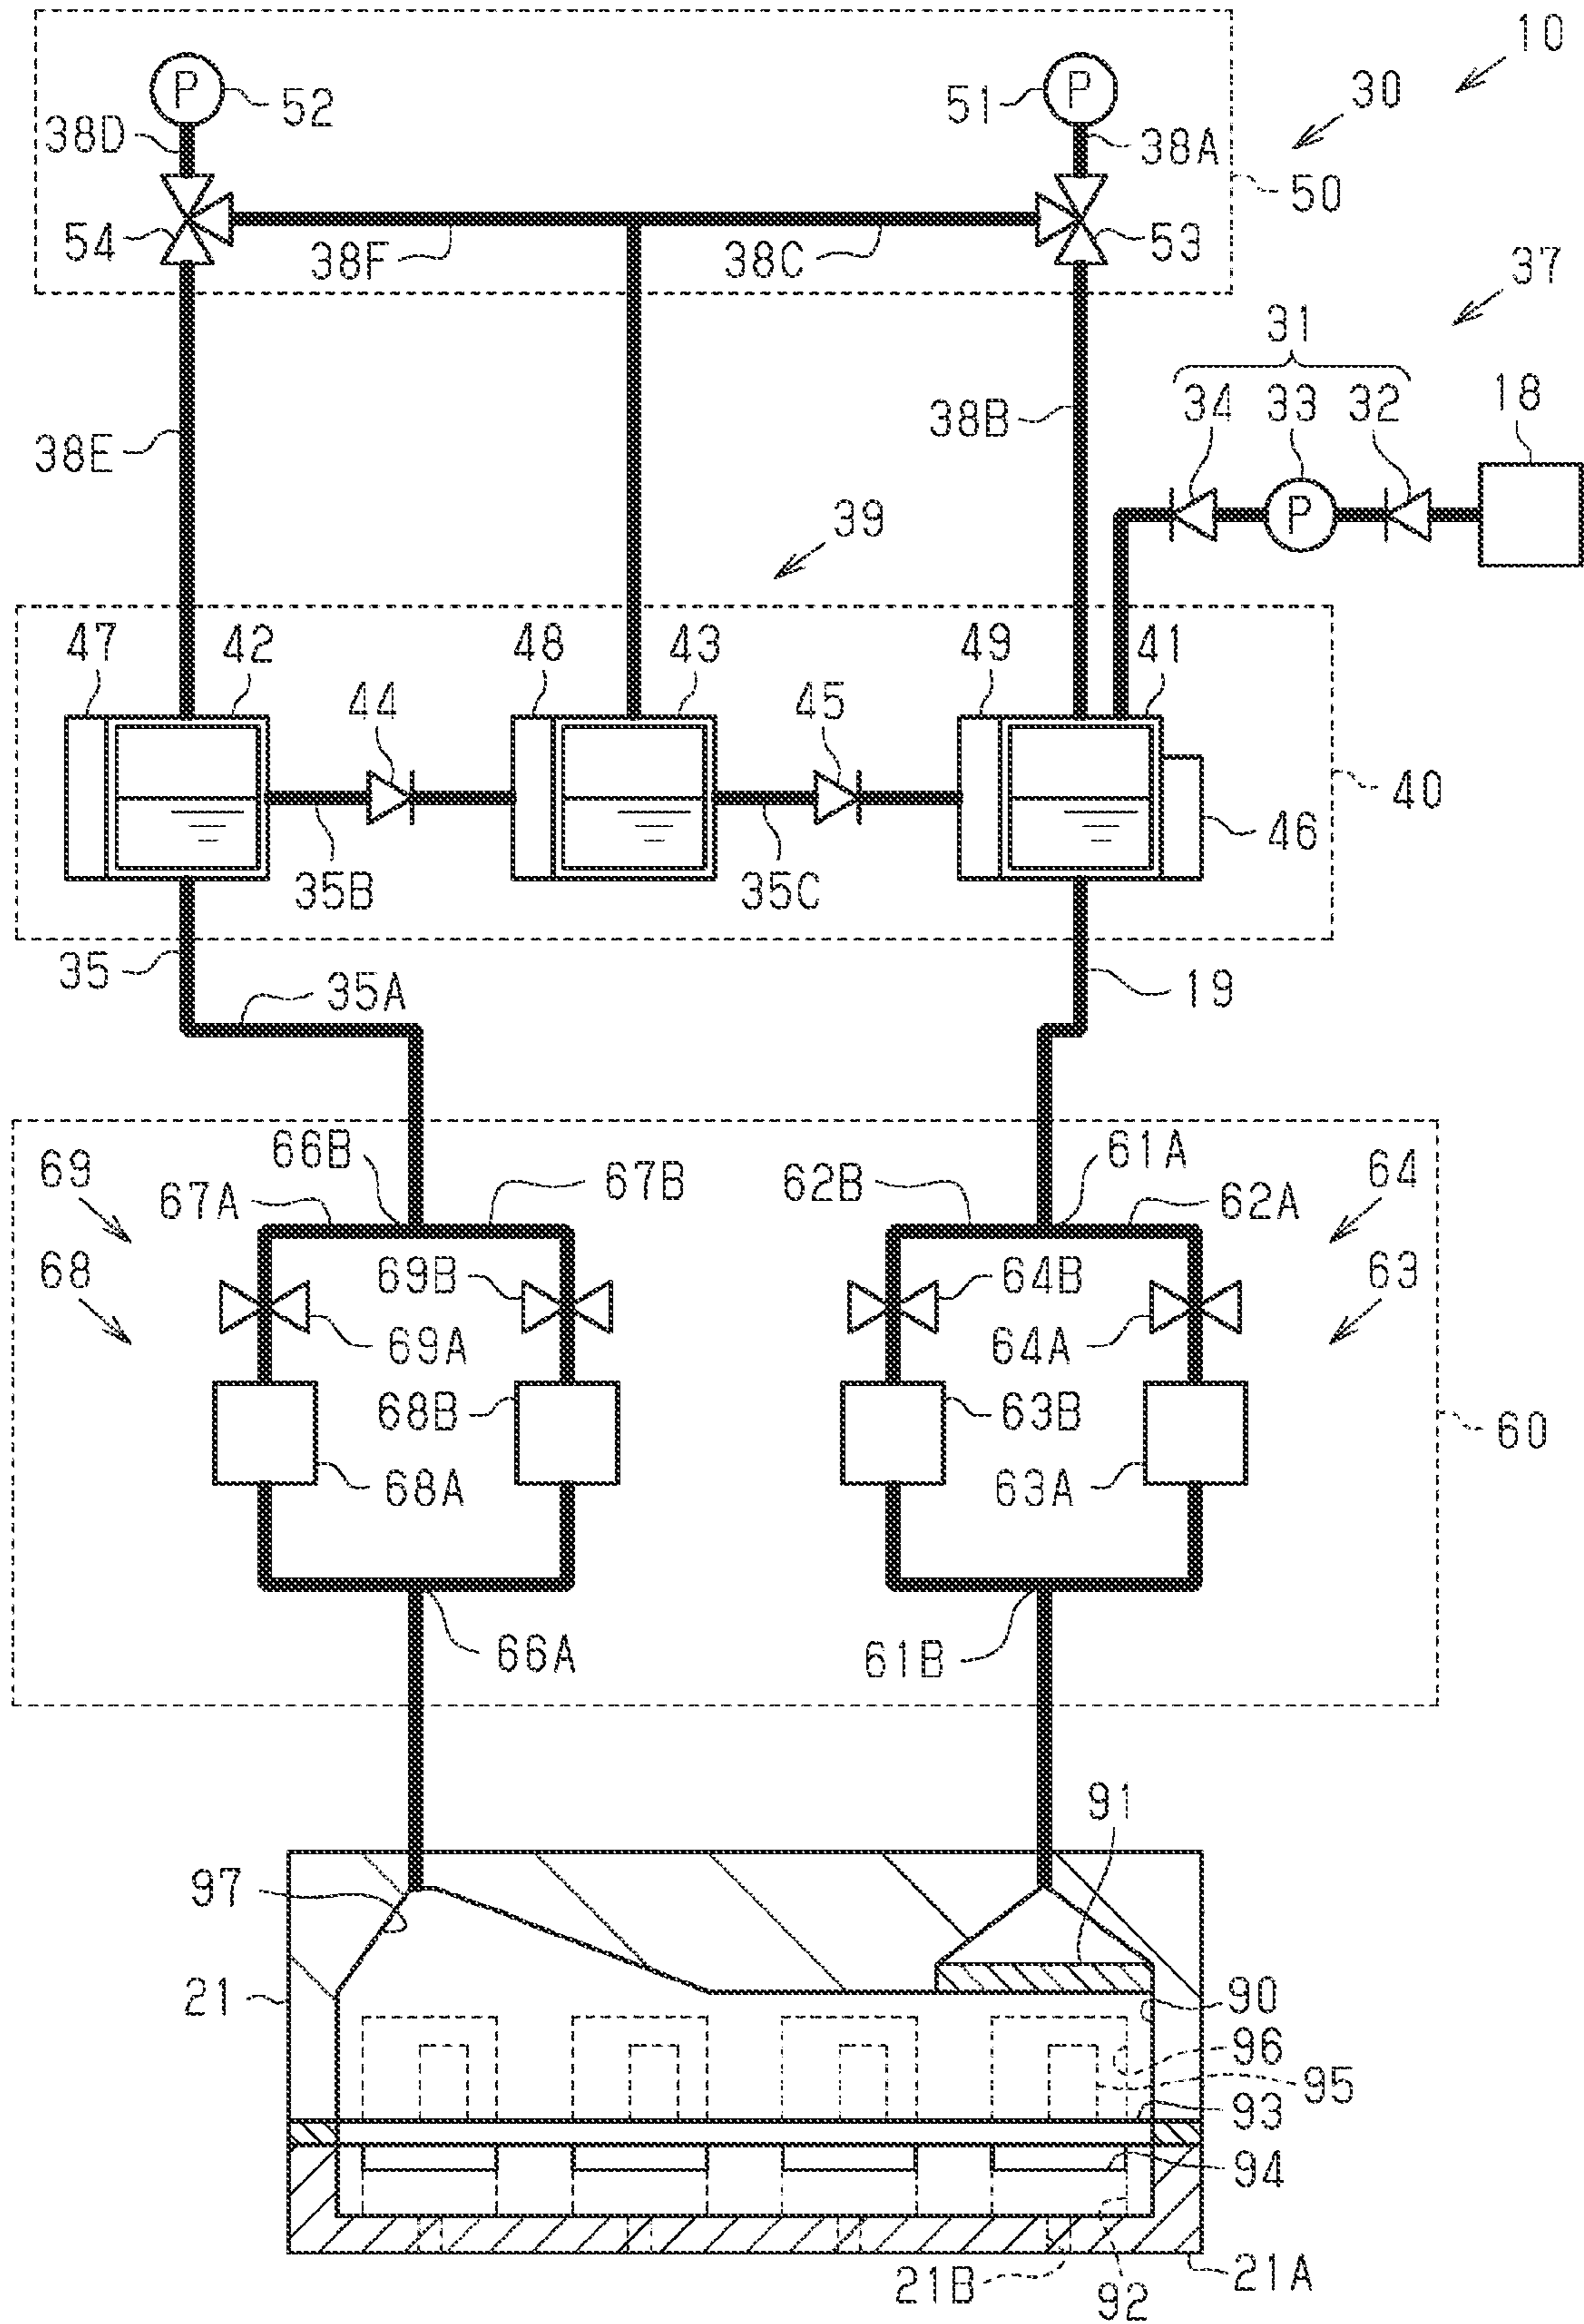 10
P 52 51 P 30
38D 38A
50
54 38F 38C 53
37
31
34 33 32 18
38E 38B
P
39
47 42 48 43 49 41
44 45
40
46
35B 35C
35 35A 19
66B 61A
69 67A 67B 62B 62A 64
68 69B 64B 63
69A 64A
68B 63B 60
68A 63A
66A 61B
91
97
21 90
96
95
93
94
21B 92 21A